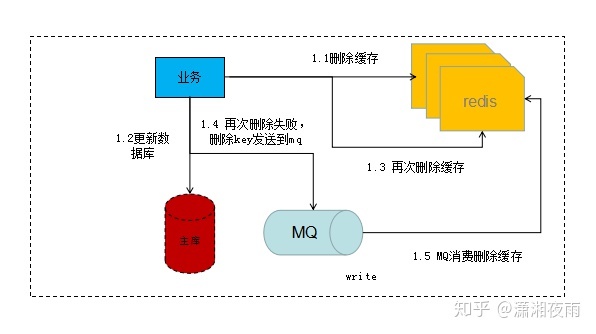 业务
1.1删除缓存
redis
1.2更新数
据库
1.4 再次删除失败，
删除key发送到mq
1.3 再次删除缓存
主库
MQ
1.5 MQ消费删除缓存
write
知乎 @潇湘夜雨